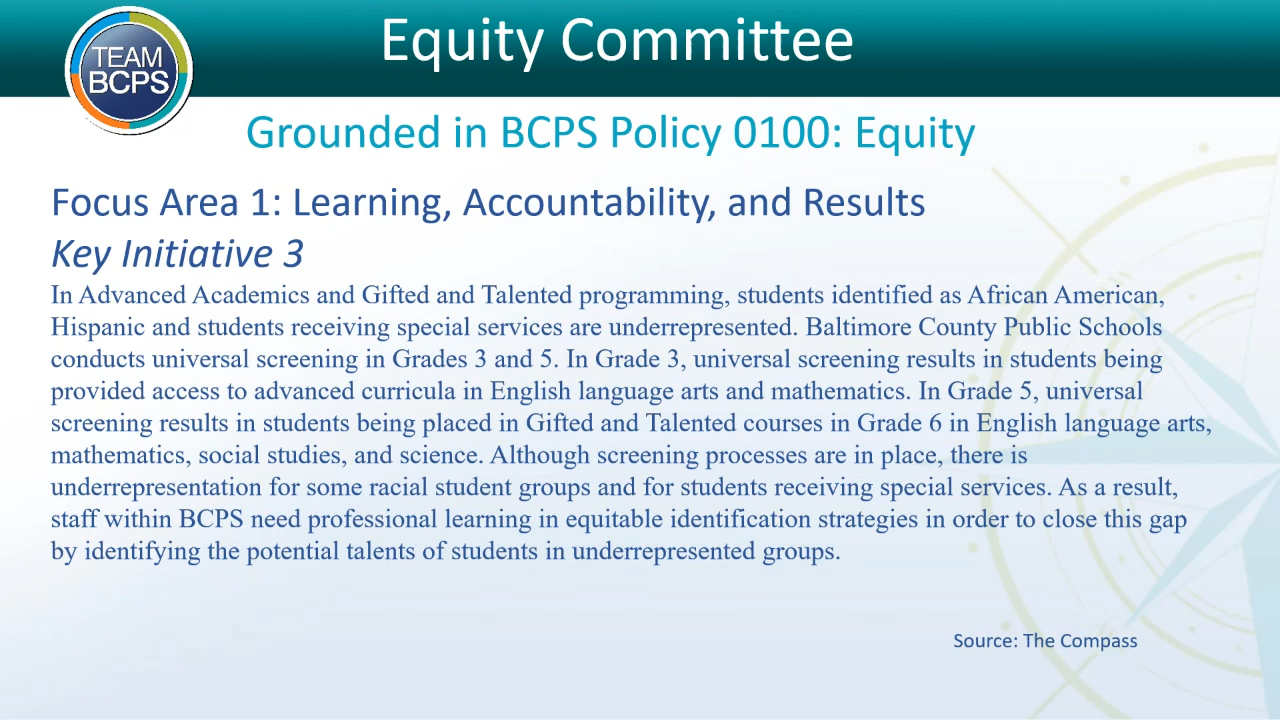 Equity Committee
TEAM
BCPS
Grounded in BCPS Policy 0100: Equity
Focus Area 1: Learning, Accountability, and Results
Key Initiative 3
In Advanced Academics and Gifted and Talented programming, students identified as African American,
Hispanic and students receiving special services are underrepresented. Baltimore County Public Schools
conducts universal screening in Grades 3 and 5. In Grade 3, universal screening results in students being
provided access to advanced curricula in English language arts and mathematics. In Grade 5, universal
screening results in students being placed in Gifted and Talented courses in Grade 6 in English language arts,
mathematics, social studies, and science. Although screening processes are in place, there is
underrepresentation for some racial student groups and for students receiving special services. As a result,
staff within BCPS need professional learning in equitable identification strategies in order to close this gap
by identifying the potential talents of students in underrepresented groups.
Source: The Compass